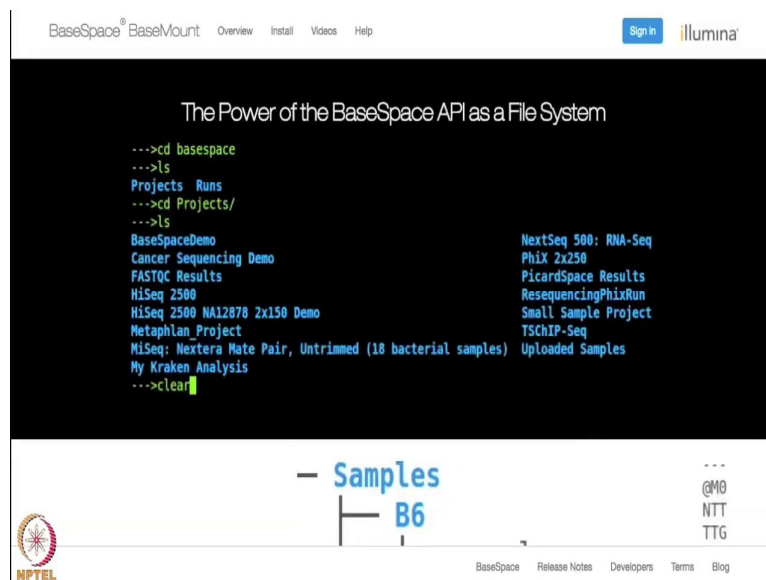 BaseSpace® BaseMount Overview Install Videos Help Sign in illumina
The Power of the BaseSpace API as a File System
--->cd basespace
--->ls
Projects Runs
--->cd Projects/
--->ls
BaseSpaceDemo NextSeq 500: RNA-Seq
Cancer Sequencing Demo PhiX 2x250
FASTQC Results PicardSpace Results
HiSeq 2500 ResequencingPhixRun
HiSeq 2500 NA12878 2x150 Demo Small Sample Project
Metaphlan_Project TSChIP-Seq
MiSeq: Nextera Mate Pair, Untrimmed (18 bacterial samples) Uploaded Samples
My Kraken Analysis
--->clear
— Samples ---
@M0
B6 NTT
TTG
BaseSpace Release Notes Developers Terms Blog
NPTEL